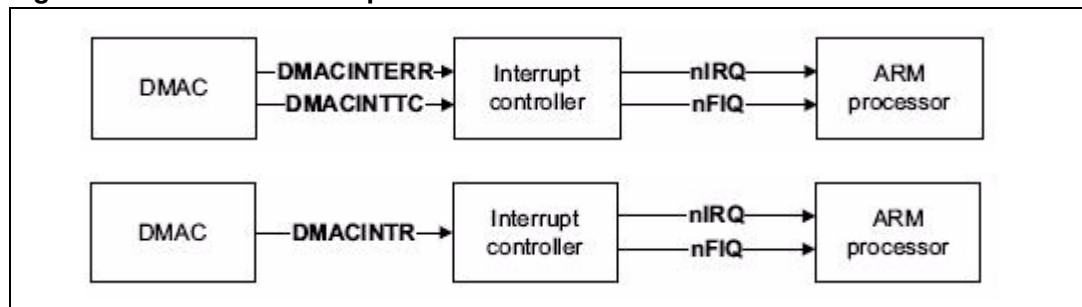 DMAC
DMACINTERR
DMACINTTC
Interrupt
controller
nIRQ
nFIQ
ARM
processor
DMAC
DMACINTR
Interrupt
controller
nIRQ
nFIQ
ARM
processor